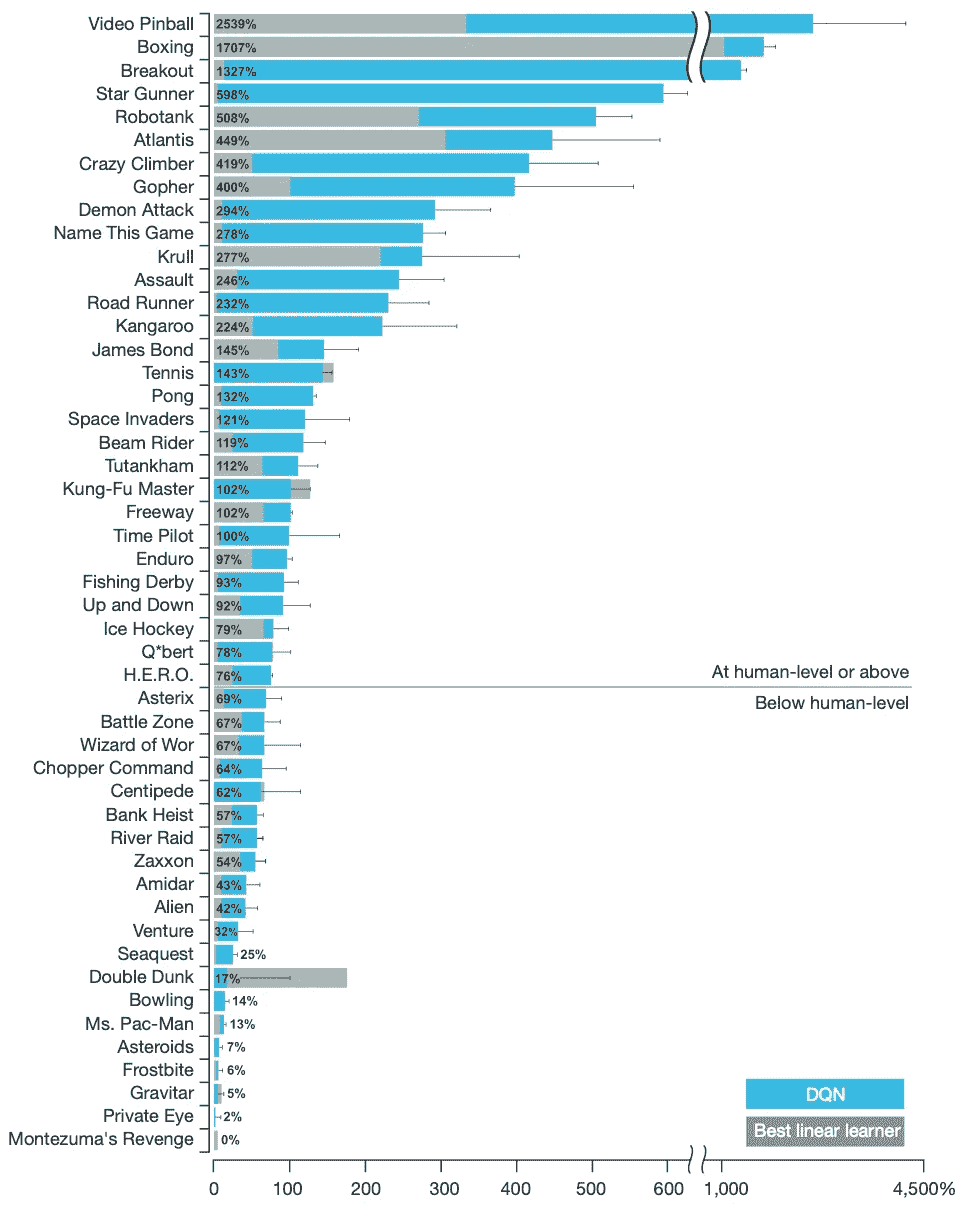 Video Pinball 2539%
Boxing 1707%
Breakout 1327%
Star Gunner 598%
Robotank 508%
Atlantis 449%
Crazy Climber 419%
Gopher 400%
Demon Attack 294%
Name This Game 278%
Krull 277%
Assault 246%
Road Runner 232%
Kangaroo 224%
James Bond 145%
Tennis 143%
Pong 132%
Space Invaders 121%
Beam Rider 119%
Tutankham 112%
Kung-Fu Master 102%
Freeway 102%
Time Pilot 100%
Enduro 97%
Fishing Derby 93%
Up and Down 92%
Ice Hockey 79%
Q*bert 78%
H.E.R.O. 76%
At human-level or above
Asterix 69%
Below human-level
Battle Zone 67%
Wizard of Wor 67%
Chopper Command 64%
Centipede 62%
Bank Heist 57%
River Raid 57%
Zaxxon 54%
Amidar 43%
Alien 42%
Venture 32%
Seaquest 25%
Double Dunk 17%
Bowling 14%
Ms. Pac-Man 13%
Asteroids 7%
Frostbite 6%
Gravitar 5%
Private Eye 2%
Montezuma's Revenge 0%
DQN
Best linear learner
0 100 200 300 400 500 600 1,000 4,500%